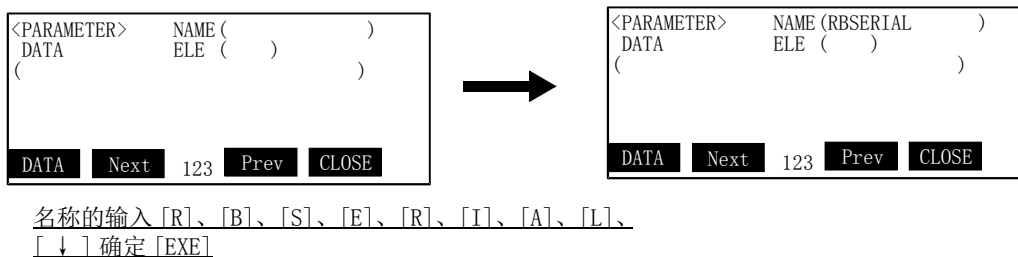 <PARAMETER> NAME( )
DATA ELE ( )
( )
DATA Next 123 Prev CLOSE
<PARAMETER> NAME(RBSERIAL )
DATA ELE ( )
( )
DATA Next 123 Prev CLOSE
名称的输入 [R]、[B]、[S]、[E]、[R]、[I]、[A]、[L]、
[ ↓ ] 确定 [EXE]